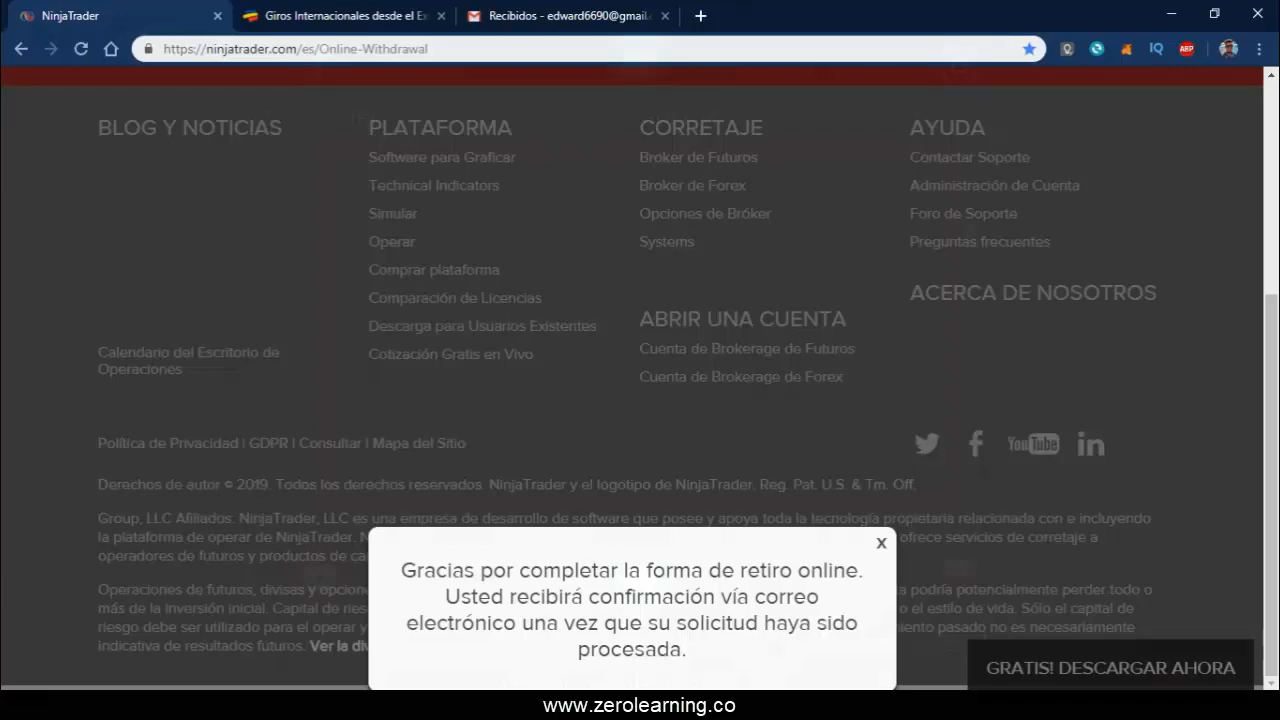 NinjaTrader
Giros Internacionales desde el Ex
Recibidos - edward6690@gmail.
https://ninjatrader.com/es/Online-Withdrawal
IQ
ABP
BLOG Y NOTICIAS
Calendario del Escritorio de
Operaciones
PLATAFORMA
Software para Graficar
Technical Indicators
Simular
Operar
Comprar plataforma
Comparación de Licencias
Descarga para Usuarios Existentes
Cotización Gratis en Vivo
CORRETAJE
Broker de Futuros
Broker de Forex
Opciones de Bróker
Systems
ABRIR UNA CUENTA
Cuenta de Brokerage de Futuros
Cuenta de Brokerage de Forex
AYUDA
Contactar Soporte
Administración de Cuenta
Foro de Soporte
Preguntas frecuentes
ACERCA DE NOSOTROS
Política de Privacidad | GDPR | Consultar | Mapa del Sitio
YouTube
in
Derechos de autor © 2019. Todos los derechos reservados. NinjaTrader y el logotipo de NinjaTrader. Reg. Pat. U.S. & Tm. Off.
Group, LLC Afiliados: NinjaTrader, LLC es una empresa de desarrollo de software que posee y apoya toda la tecnología propietaria relacionada con e incluyendo
la plataforma de operar de NinjaTrader. ofrece servicios de corretaje a
operadores de futuros y productos de
Operaciones de futuros, divisas y podría potencialmente perder todo o
más de la inversión inicial. Capital de o el estilo de vida. Sólo el capital de
riesgo debe ser utilizado para el operar y pasado no es necesariamente
indicativa de resultados futuros. Ver la
X
Gracias por completar la forma de retiro online.
Usted recibirá confirmación vía correo
electrónico una vez que su solicitud haya sido
procesada.
GRATIS! DESCARGAR AHORA
www.zerolearning.co